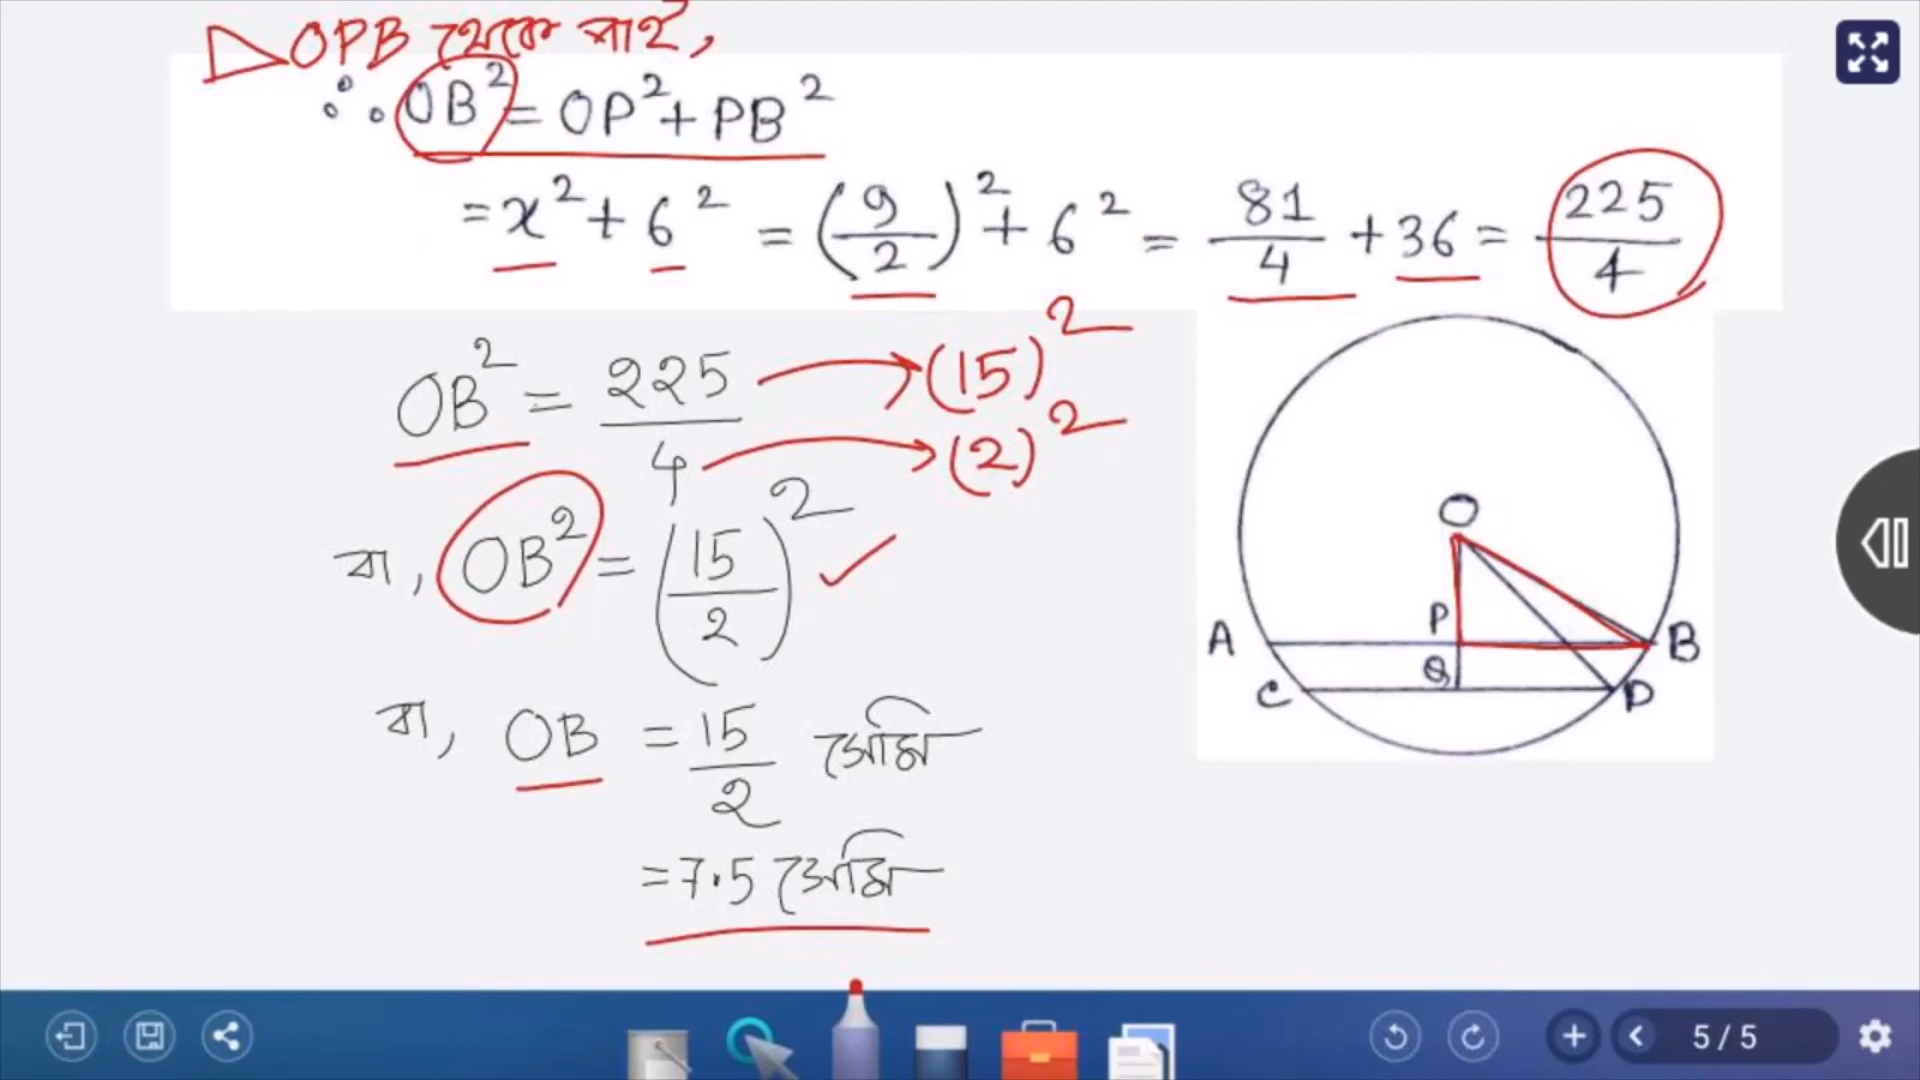 △OPB থেকে পাই,
∴ OB² = OP² + PB²
= x² + 6² = (9/2)² + 6² = 81/4 + 36 = 225/4
OB² = 225/4 → (15)²
→ (2)²
বা, OB² = (15/2)² ✓
বা, OB = 15/2 সেমি
= 7.5 সেমি
O
P
A B
Q
C D
5 / 5